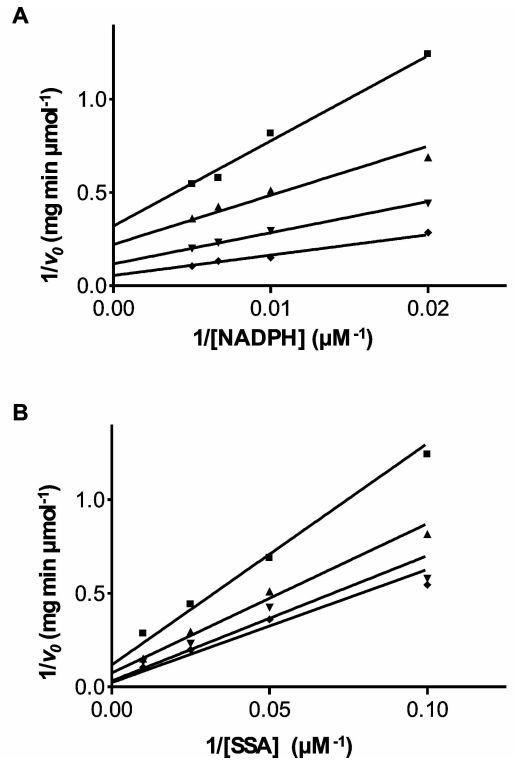 A
1/v₀ (mg min µmol⁻¹)
1.0
0.5
0.0
0.00 0.01 0.02
1/[NADPH] (µM⁻¹)
B
1/v₀ (mg min µmol⁻¹)
1.0
0.5
0.0
0.00 0.05 0.10
1/[SSA] (µM⁻¹)